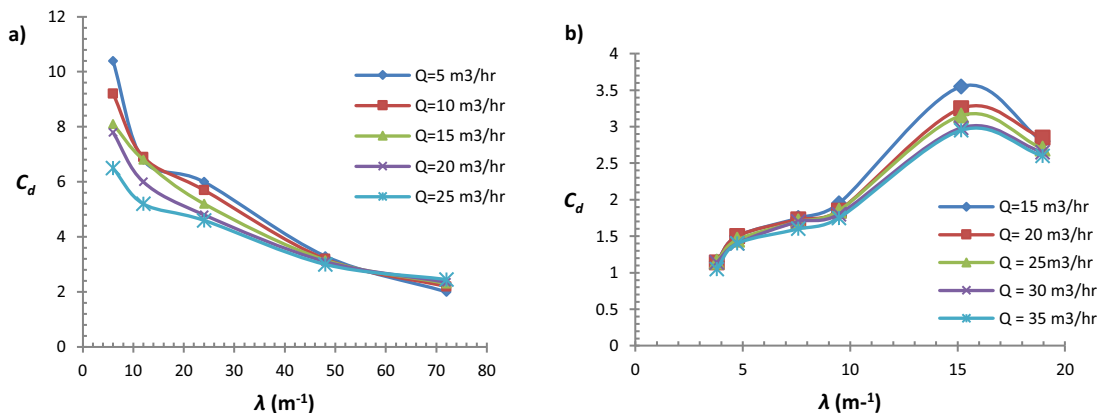 a)
12
10
8
6
4
2
0
0 10 20 30 40 50 60 70 80
C_d
λ (m⁻¹)
Q=5 m3/hr
Q=10 m3/hr
Q=15 m3/hr
Q=20 m3/hr
Q=25 m3/hr
b)
4
3.5
3
2.5
2
1.5
1
0.5
0
0 5 10 15 20
C_d
λ (m-¹)
Q=15 m3/hr
Q= 20 m3/hr
Q = 25m3/hr
Q = 30 m3/hr
Q = 35 m3/hr